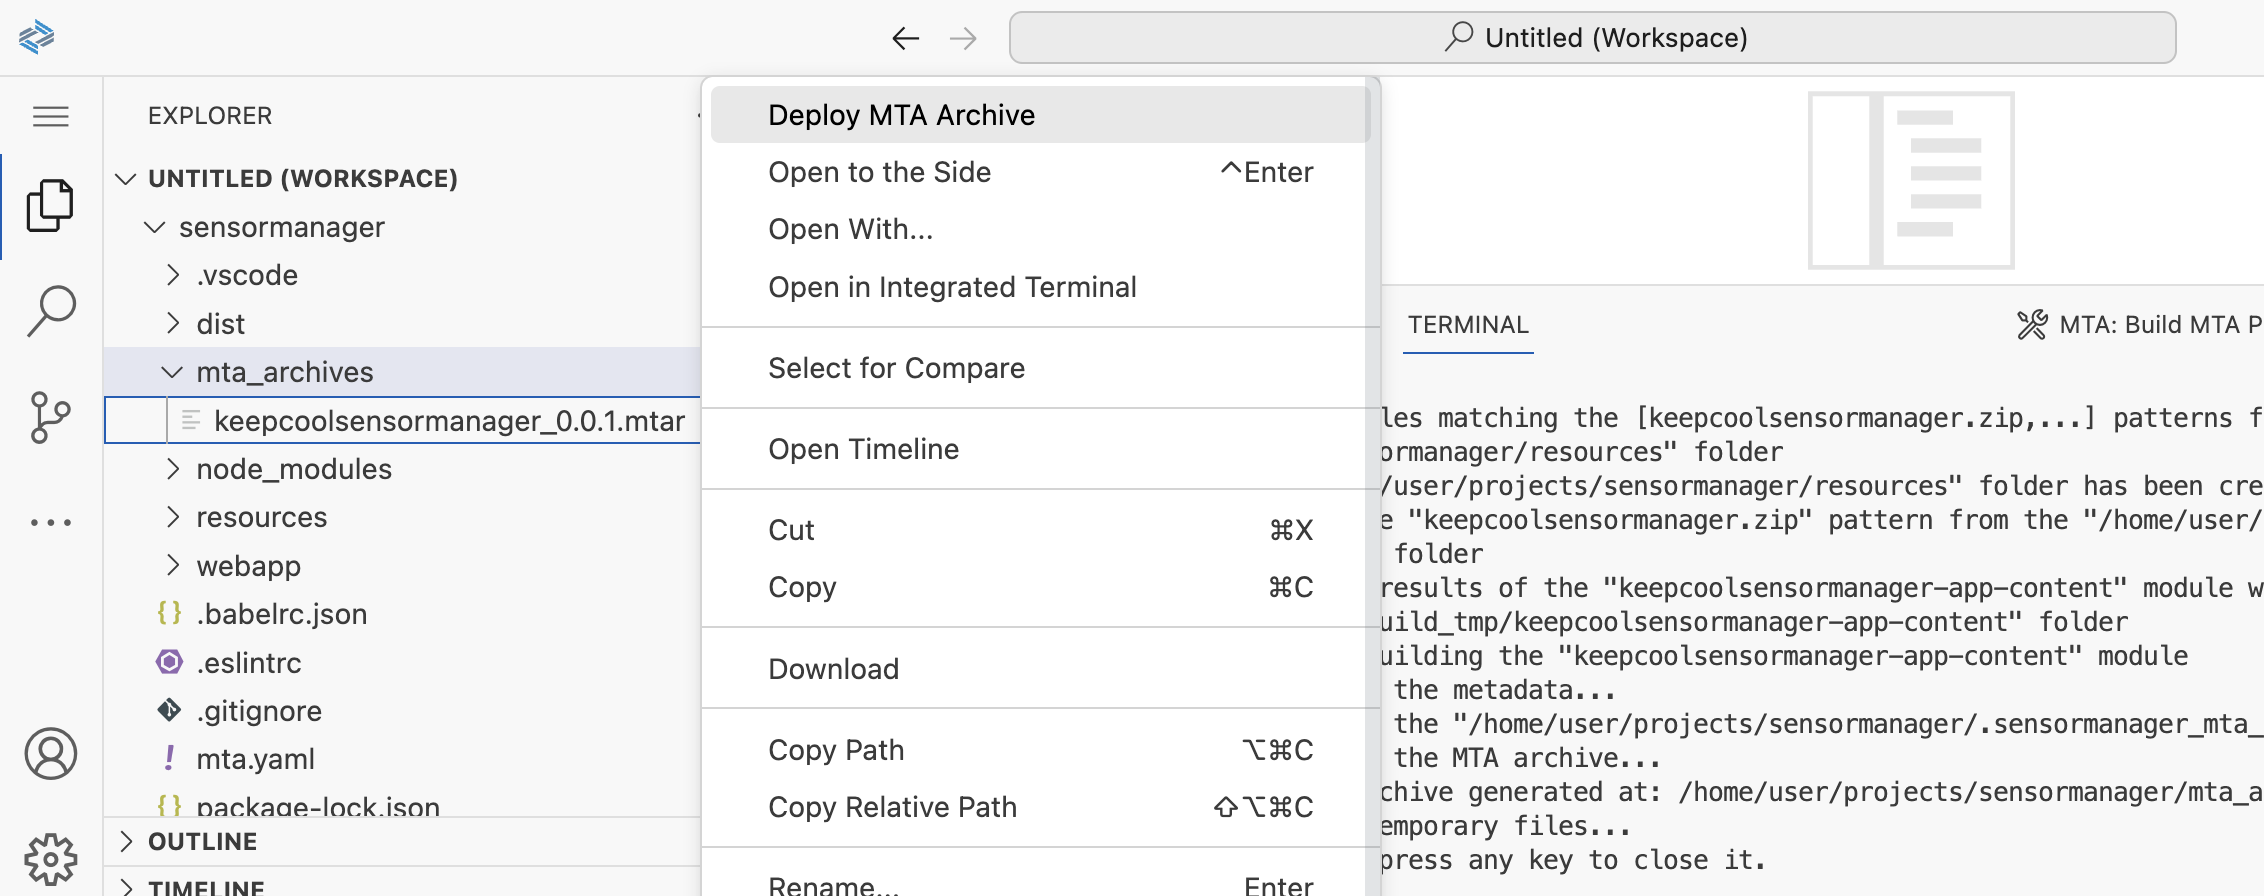 Untitled (Workspace)
EXPLORER
UNTITLED (WORKSPACE)
sensormanager
.vscode
dist
mta_archives
keepcoolsensormanager_0.0.1.mtar
node_modules
resources
webapp
.babelrc.json
.eslintrc
.gitignore
mta.yaml
package-lock.json
OUTLINE
TIMELINE
Deploy MTA Archive
Open to the Side ^Enter
Open With...
Open in Integrated Terminal
Select for Compare
Open Timeline
Cut ⌘X
Copy ⌘C
Download
Copy Path ⌥⌘C
Copy Relative Path ⇧⌥⌘C
Rename... Enter
TERMINAL
MTA: Build MTA P
les matching the [keepcoolsensormanager.zip,...] patterns f
ormanager/resources" folder
/user/projects/sensormanager/resources" folder has been cre
e "keepcoolsensormanager.zip" pattern from the "/home/user/
folder
results of the "keepcoolsensormanager-app-content" module w
uild_tmp/keepcoolsensormanager-app-content" folder
uilding the "keepcoolsensormanager-app-content" module
the metadata...
the "/home/user/projects/sensormanager/.sensormanager_mta_
the MTA archive...
chive generated at: /home/user/projects/sensormanager/mta_a
emporary files...
press any key to close it.